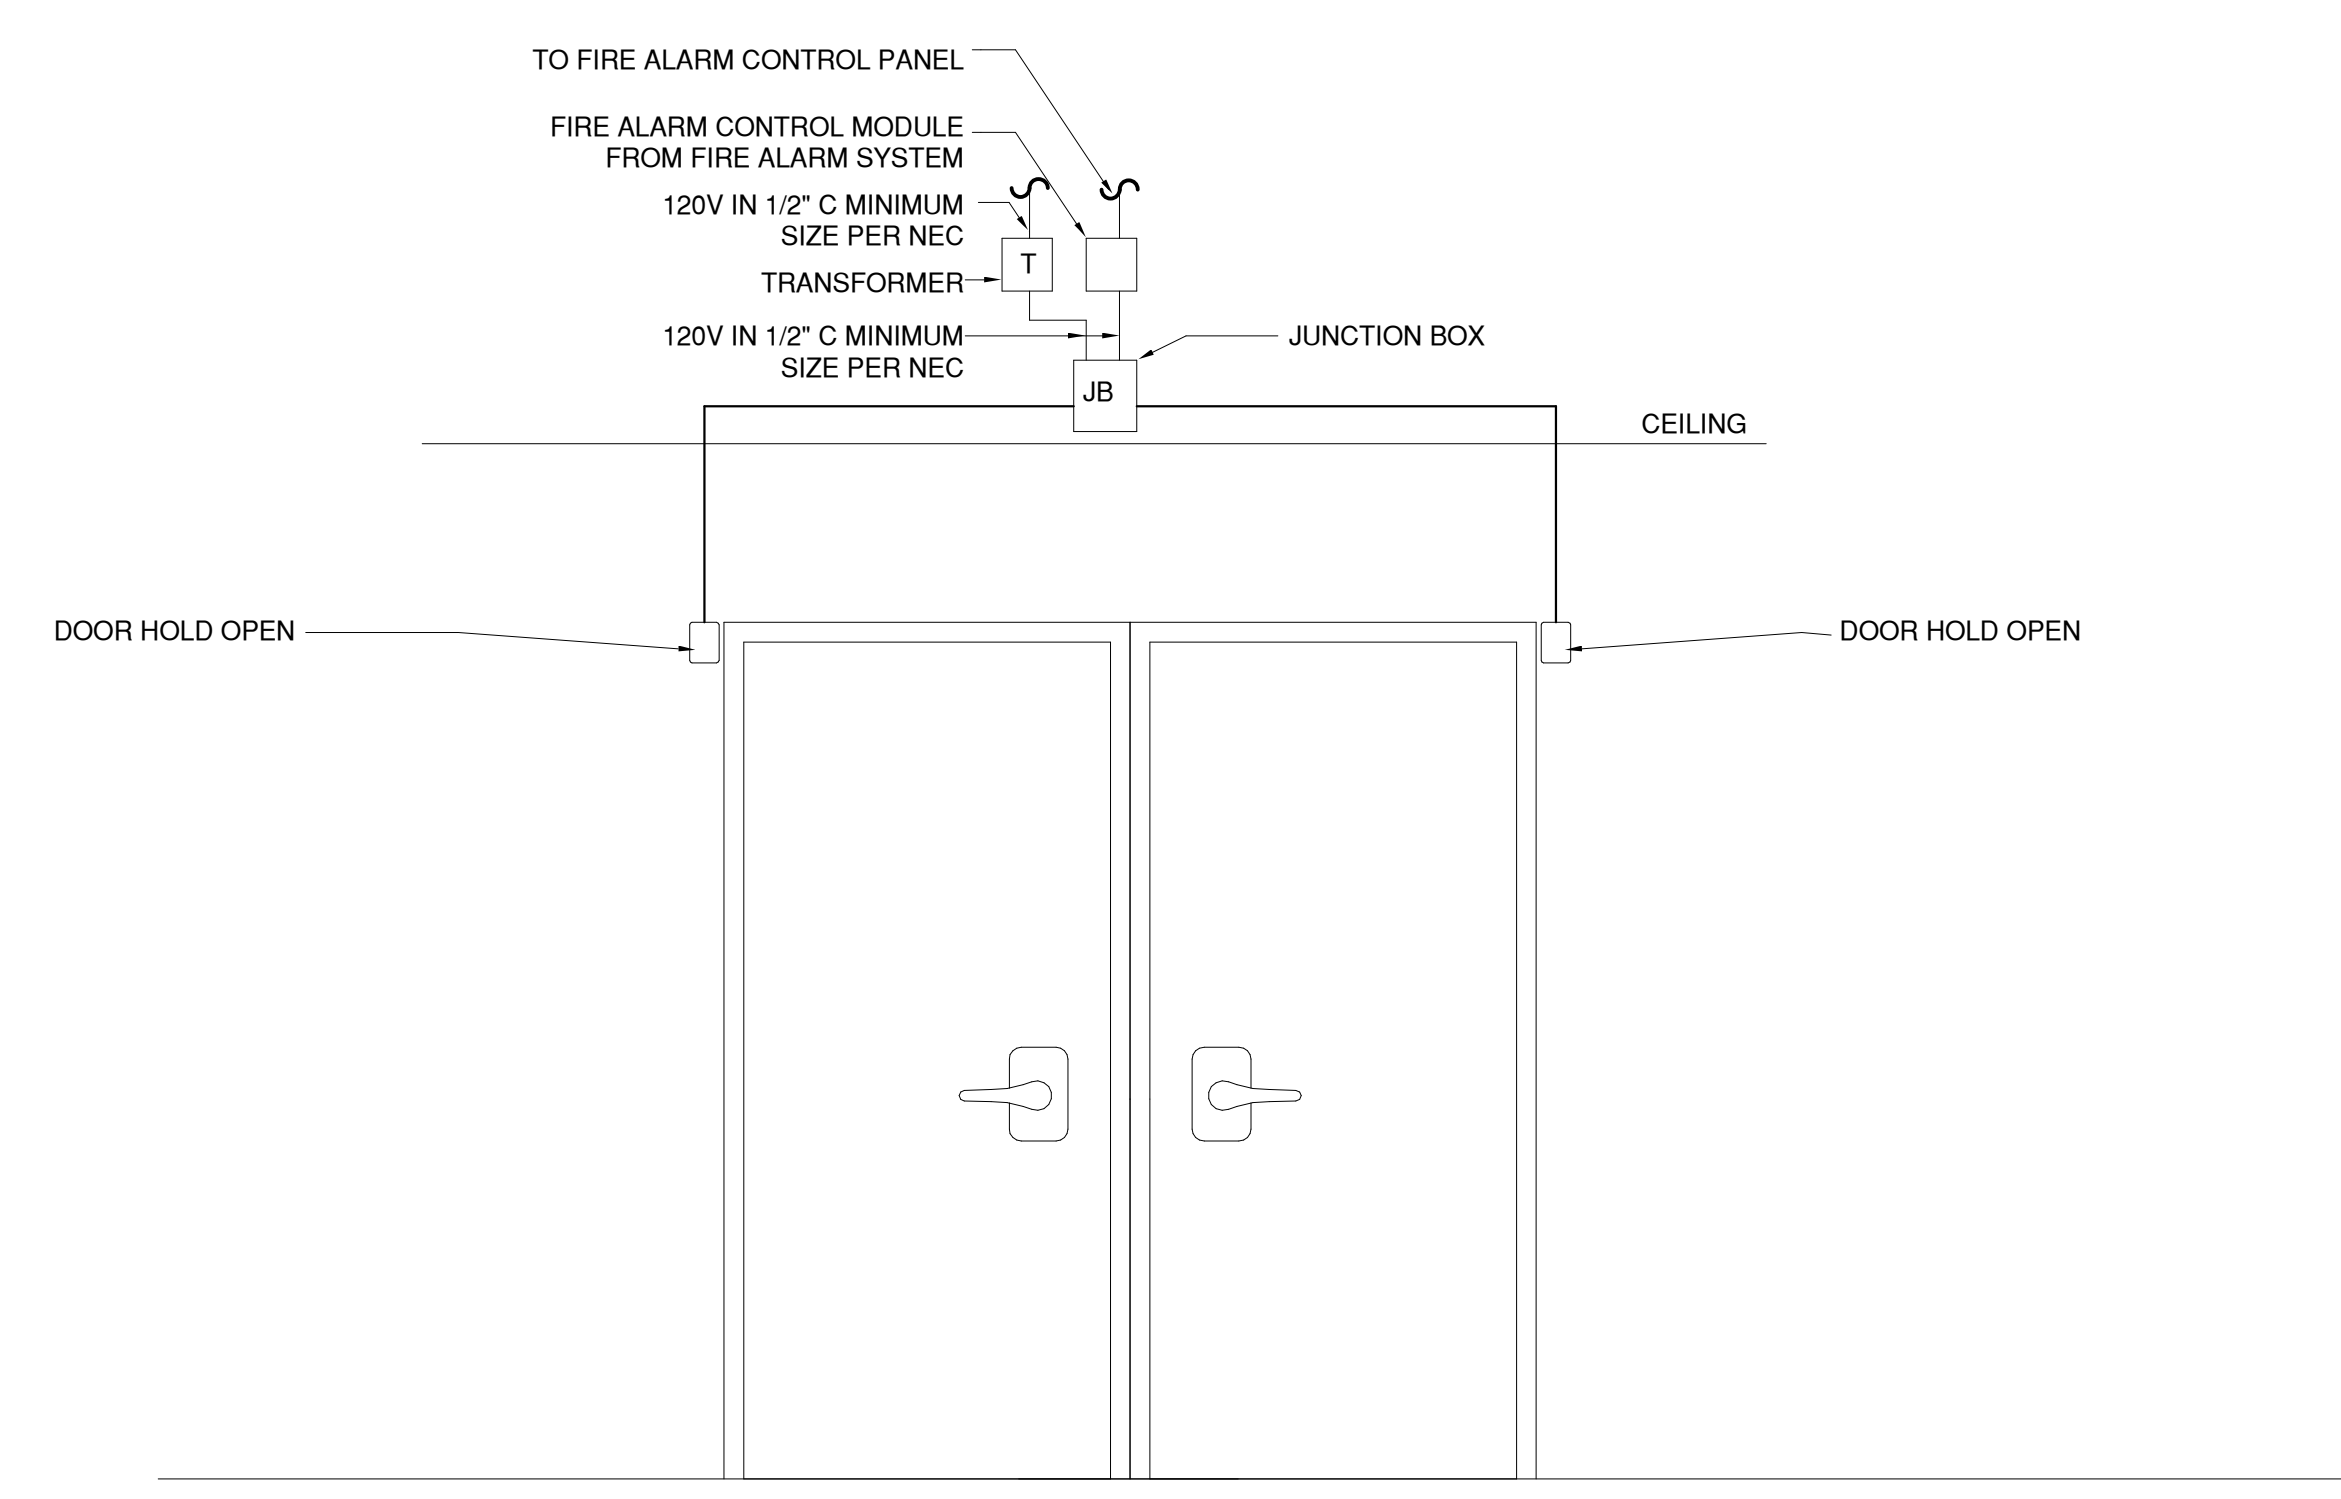 TO FIRE ALARM CONTROL PANEL
FIRE ALARM CONTROL MODULE
FROM FIRE ALARM SYSTEM
120V IN 1/2" C MINIMUM
SIZE PER NEC
T
TRANSFORMER
120V IN 1/2" C MINIMUM
SIZE PER NEC
JUNCTION BOX
JB
CEILING
DOOR HOLD OPEN
DOOR HOLD OPEN